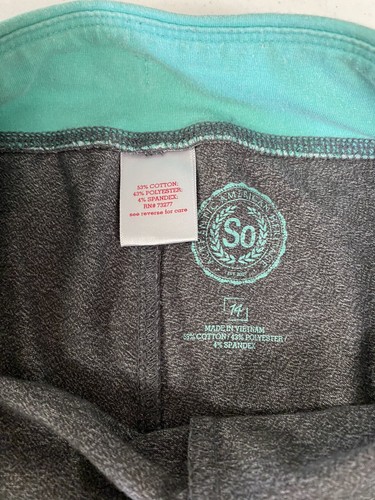 53% COTTON;
43% POLYESTER;
4% SPANDEX;
RN# 73277
see reverse for care
So
14
MADE IN VIETNAM
53% COTTON / 43% POLYESTER /
4% SPANDEX